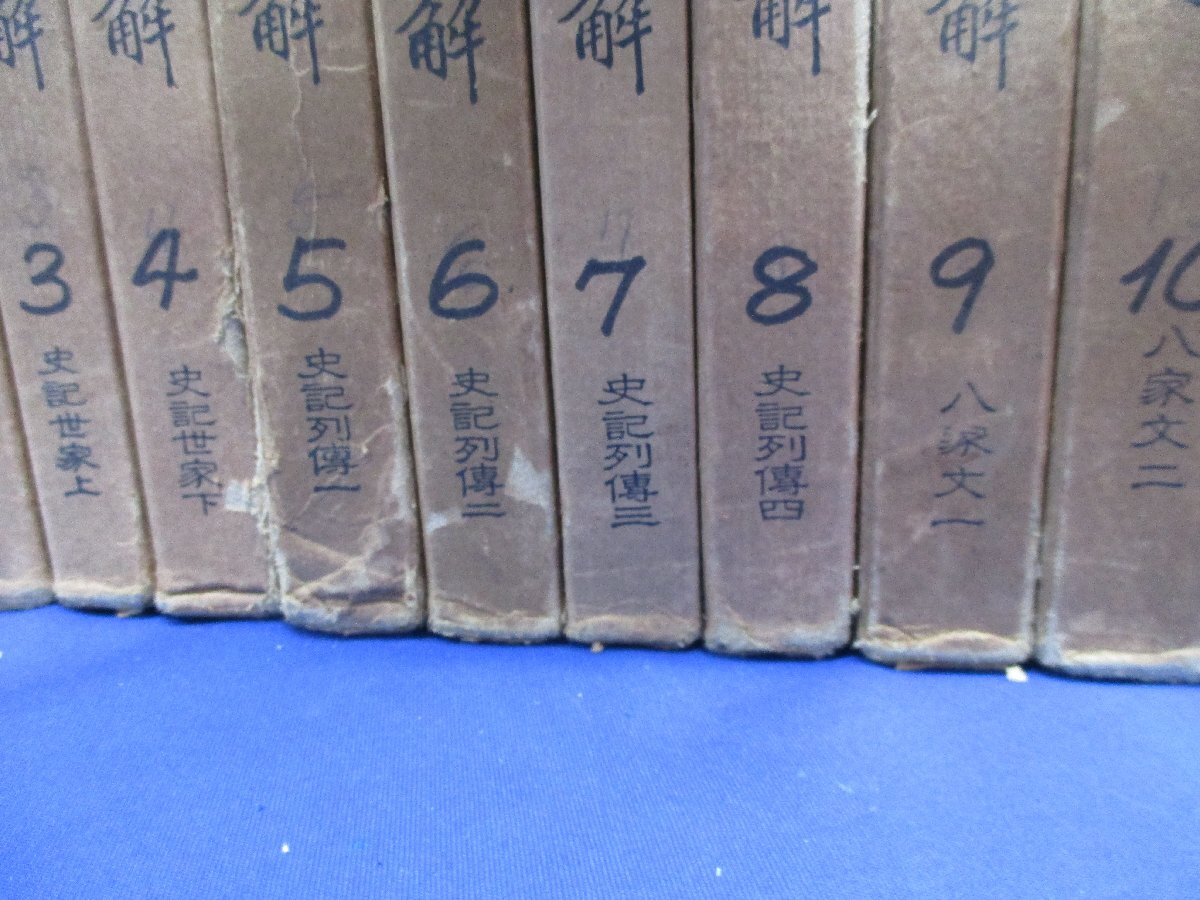 解
3
史記世家上
解
4
史記世家下
解
5
史記列傳一
解
6
史記列傳二
解
7
史記列傳三
解
8
史記列傳四
解
9
八家文一
10
八家文二